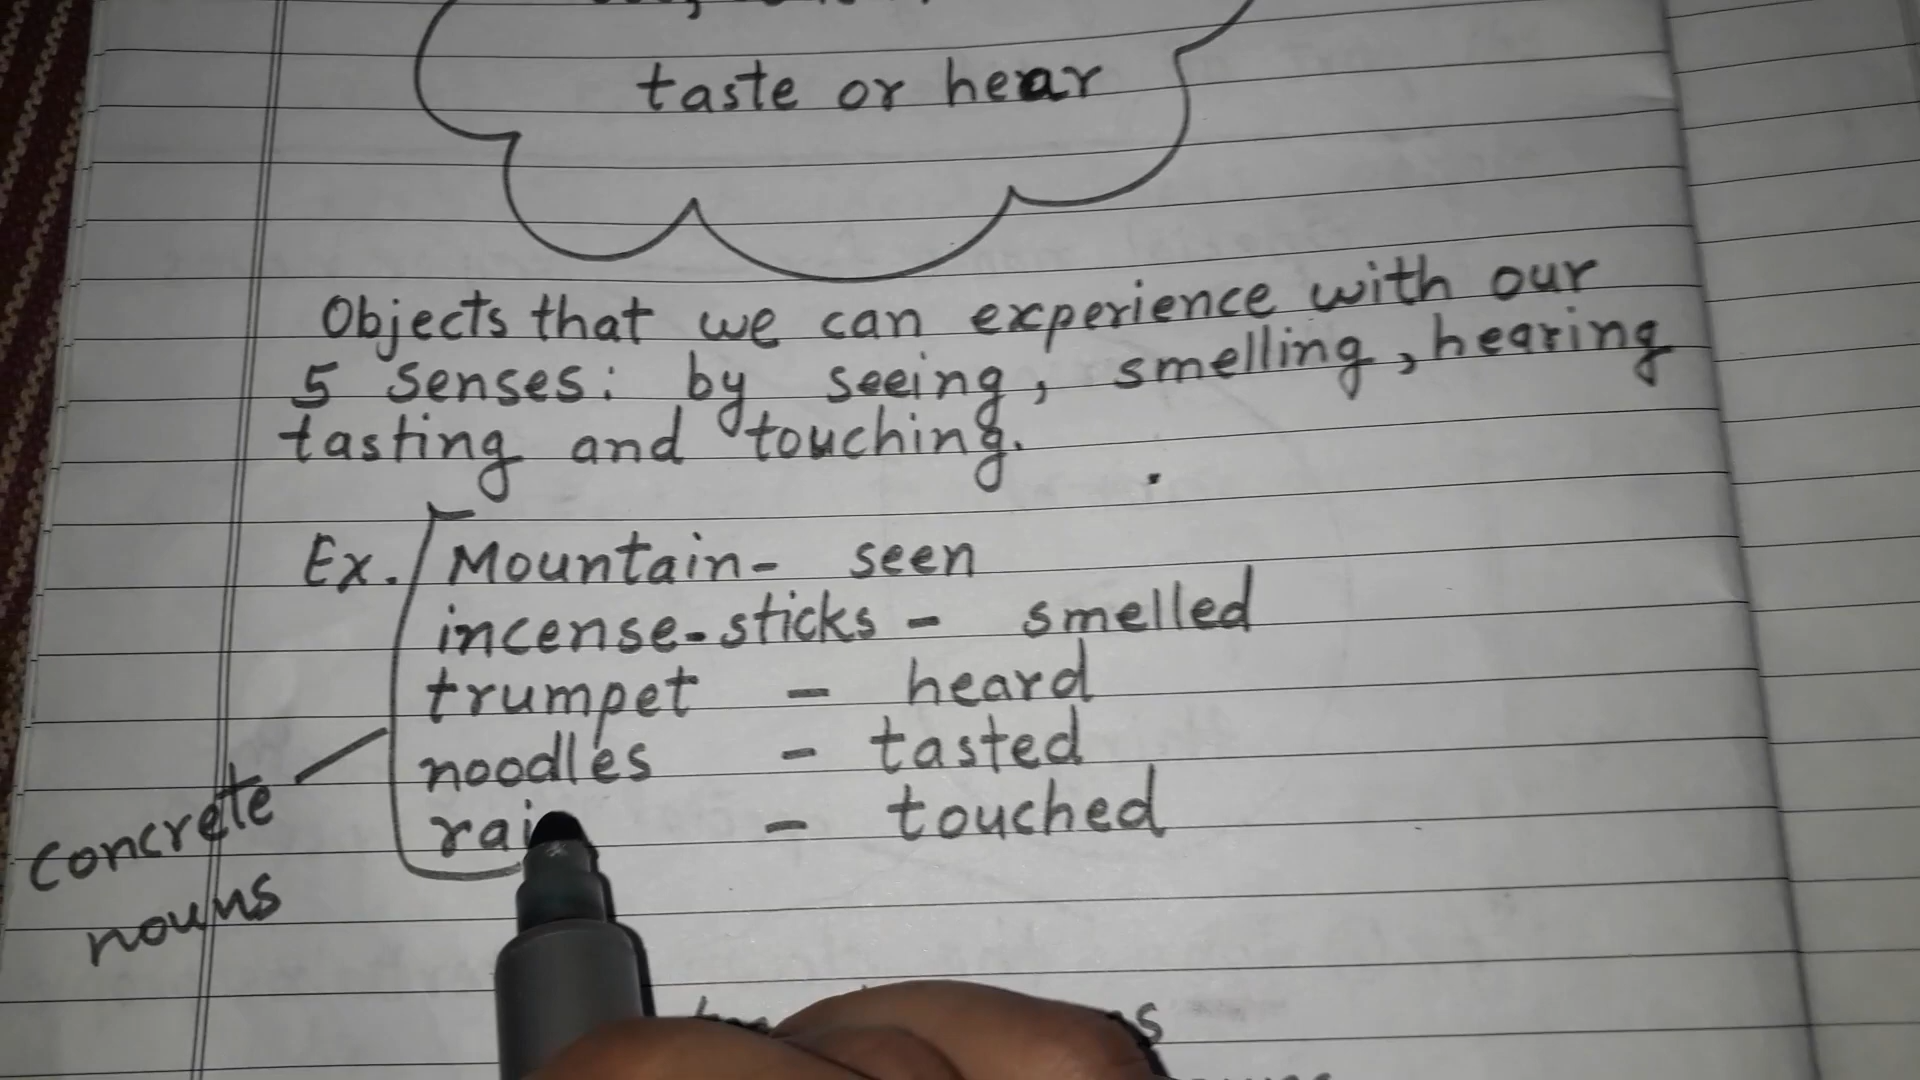 taste or hear
Objects that we can experience with our
5 senses: by seeing, smelling, hearing
tasting and touching.
Ex. Mountain - seen
incense-sticks - smelled
trumpet - heard
noodles - tasted
- touched
concrete
nouns